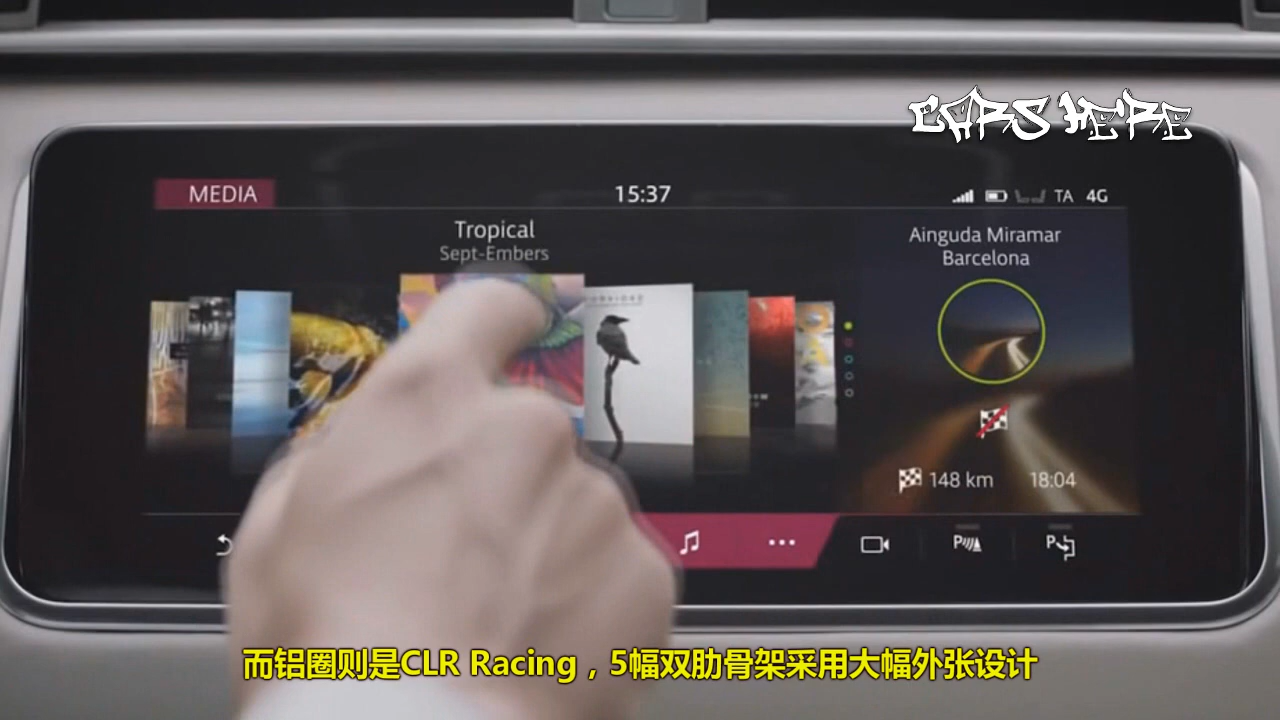 CARS HERE
MEDIA
15:37
TA 4G
Tropical
Sept-Embers
Ainguda Miramar
Barcelona
148 km 18:04
而铝圈则是CLR Racing，5幅双肋骨架采用大幅外张设计